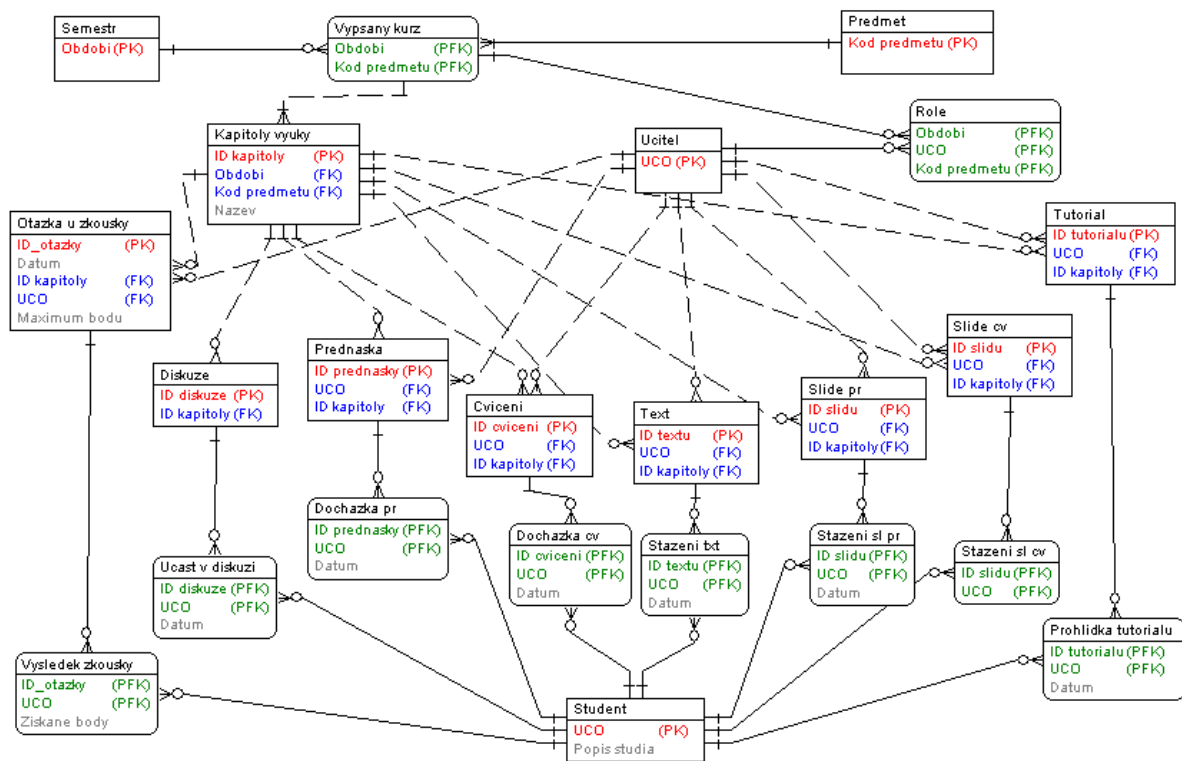 Semestr
Obdobi (PK)
Vypsany kurz
Obdobi (PFK)
Kod predmetu (PFK)
Predmet
Kod predmetu (PK)
Role
Obdobi (PFK)
UCO (PFK)
Kod predmetu (PFK)
Kapitoly vyuky
ID kapitoly (PK)
Obdobi (FK)
Kod predmetu (FK)
Nazev
Ucitel
UCO (PK)
Otazka u zkousky
ID_otazky (PK)
Datum
ID kapitoly (FK)
UCO (FK)
Maximum bodu
Tutorial
ID tutorialu (PK)
UCO (FK)
ID kapitoly (FK)
Diskuze
ID diskuze (PK)
ID kapitoly (FK)
Prednaska
ID prednasky (PK)
UCO (FK)
ID kapitoly (FK)
Cviceni
ID cviceni (PK)
UCO (FK)
ID kapitoly (FK)
Text
ID textu (PK)
UCO (FK)
ID kapitoly (FK)
Slide pr
ID slidu (PK)
UCO (FK)
ID kapitoly (FK)
Slide cv
ID slidu (PK)
UCO (FK)
ID kapitoly (FK)
Ucast v diskuzi
ID diskuze (PFK)
UCO (PFK)
Datum
Dochazka pr
ID prednasky (PFK)
UCO (PFK)
Datum
Dochazka cv
ID cviceni (PFK)
UCO (PFK)
Datum
Stazeni txt
ID textu (PFK)
UCO (PFK)
Datum
Stazeni sl pr
ID slidu (PFK)
UCO (PFK)
Datum
Stazeni sl cv
ID slidu (PFK)
UCO (PFK)
Vysledek zkousky
ID_otazky (PFK)
UCO (PFK)
Ziskane body
Student
UCO (PK)
Popis studia
Prohlidka tutorialu
ID tutorialu (PFK)
UCO (PFK)
Datum